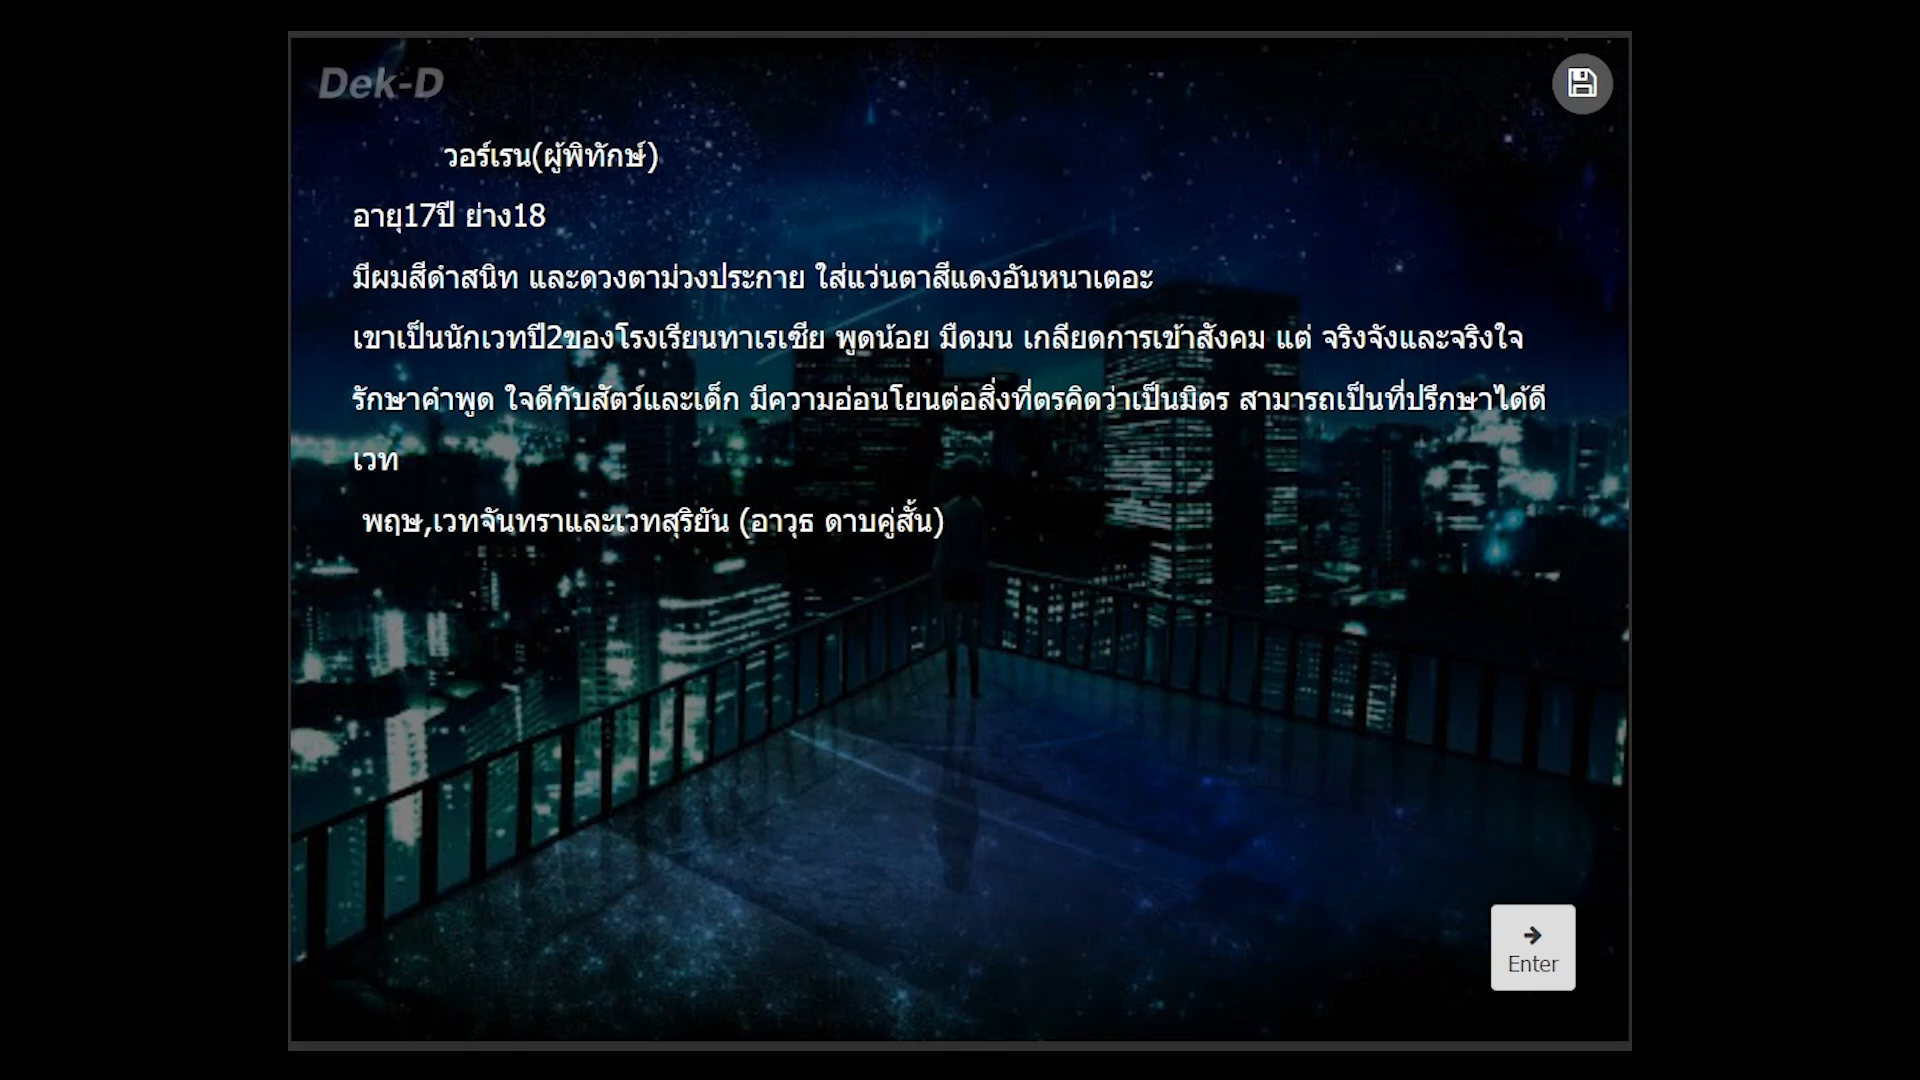 Dek-D
วอร์เรน(ผู้พิทักษ์)
อายุ17ปี ย่าง18
มีผมสีดำสนิท และดวงตาม่วงประกาย ใส่แว่นตาสีแดงอันหนาเตอะ
เขาเป็นนักเวทปี2ของโรงเรียนทาเรเซีย พูดน้อย มืดมน เกลียดการเข้าสังคม แต่ จริงจังและจริงใจ
รักษาคำพูด ใจดีกับสัตว์และเด็ก มีความอ่อนโยนต่อสิ่งที่ตรคิดว่าเป็นมิตร สามารถเป็นที่ปรึกษาได้ดี
เวท
พฤษ,เวทจันทราและเวทสุริยัน (อาวุธ ดาบคู่สั้น)
Enter